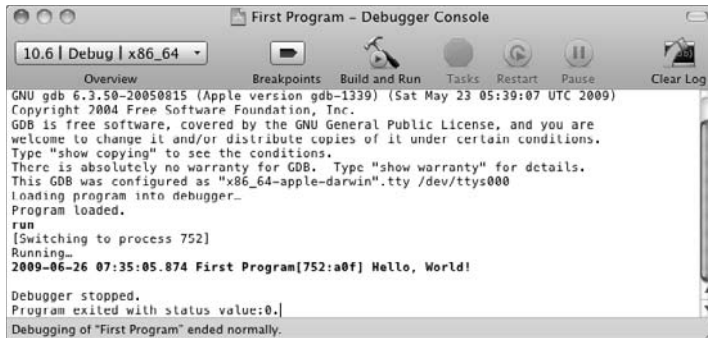 First Program – Debugger Console
10.6 | Debug | x86_64
Overview
Breakpoints
Build and Run
Tasks
Restart
Pause
Clear Log
GNU gdb 6.3.50-20050815 (Apple version gdb-1339) (Sat May 23 05:39:07 UTC 2009)
Copyright 2004 Free Software Foundation, Inc.
GDB is free software, covered by the GNU General Public License, and you are
welcome to change it and/or distribute copies of it under certain conditions.
Type "show copying" to see the conditions.
There is absolutely no warranty for GDB.  Type "show warranty" for details.
This GDB was configured as "x86_64-apple-darwin".tty /dev/ttys000
Loading program into debugger…
Program loaded.
run
[Switching to process 752]
Running…
2009-06-26 07:35:05.874 First Program[752:a0f] Hello, World!
Debugger stopped.
Program exited with status value:0.
Debugging of "First Program" ended normally.